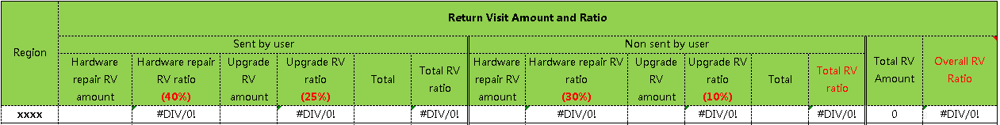 Return Visit Amount and Ratio
Region
Sent by user
Non sent by user
Hardware
repair RV
amount
Hardware repair
RV ratio
(40%)
Upgrade
RV
amount
Upgrade RV
ratio
(25%)
Total
Total RV
ratio
Hardware
repair RV
amount
Hardware repair RV
ratio
(30%)
Upgrade
RV
amount
Upgrade RV
ratio
(10%)
Total
Total RV
ratio
Total RV
Amount
Overall RV
Ratio
xxxx #DIV/0! #DIV/0! #DIV/0! #DIV/0! #DIV/0! #DIV/0! 0 #DIV/0!